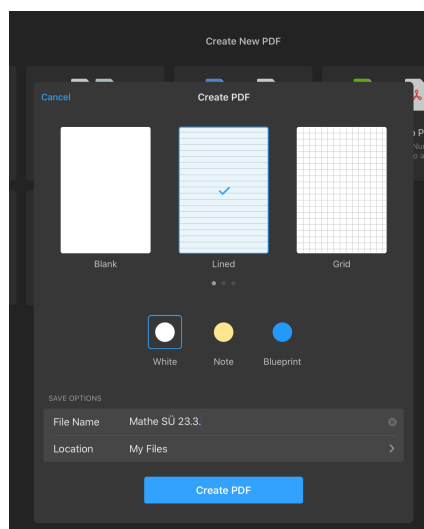 Create New PDF
Cancel
Create PDF
Blank
Lined
Grid
White
Note
Blueprint
SAVE OPTIONS
File Name
Mathe SÜ 23.3.
Location
My Files
Create PDF